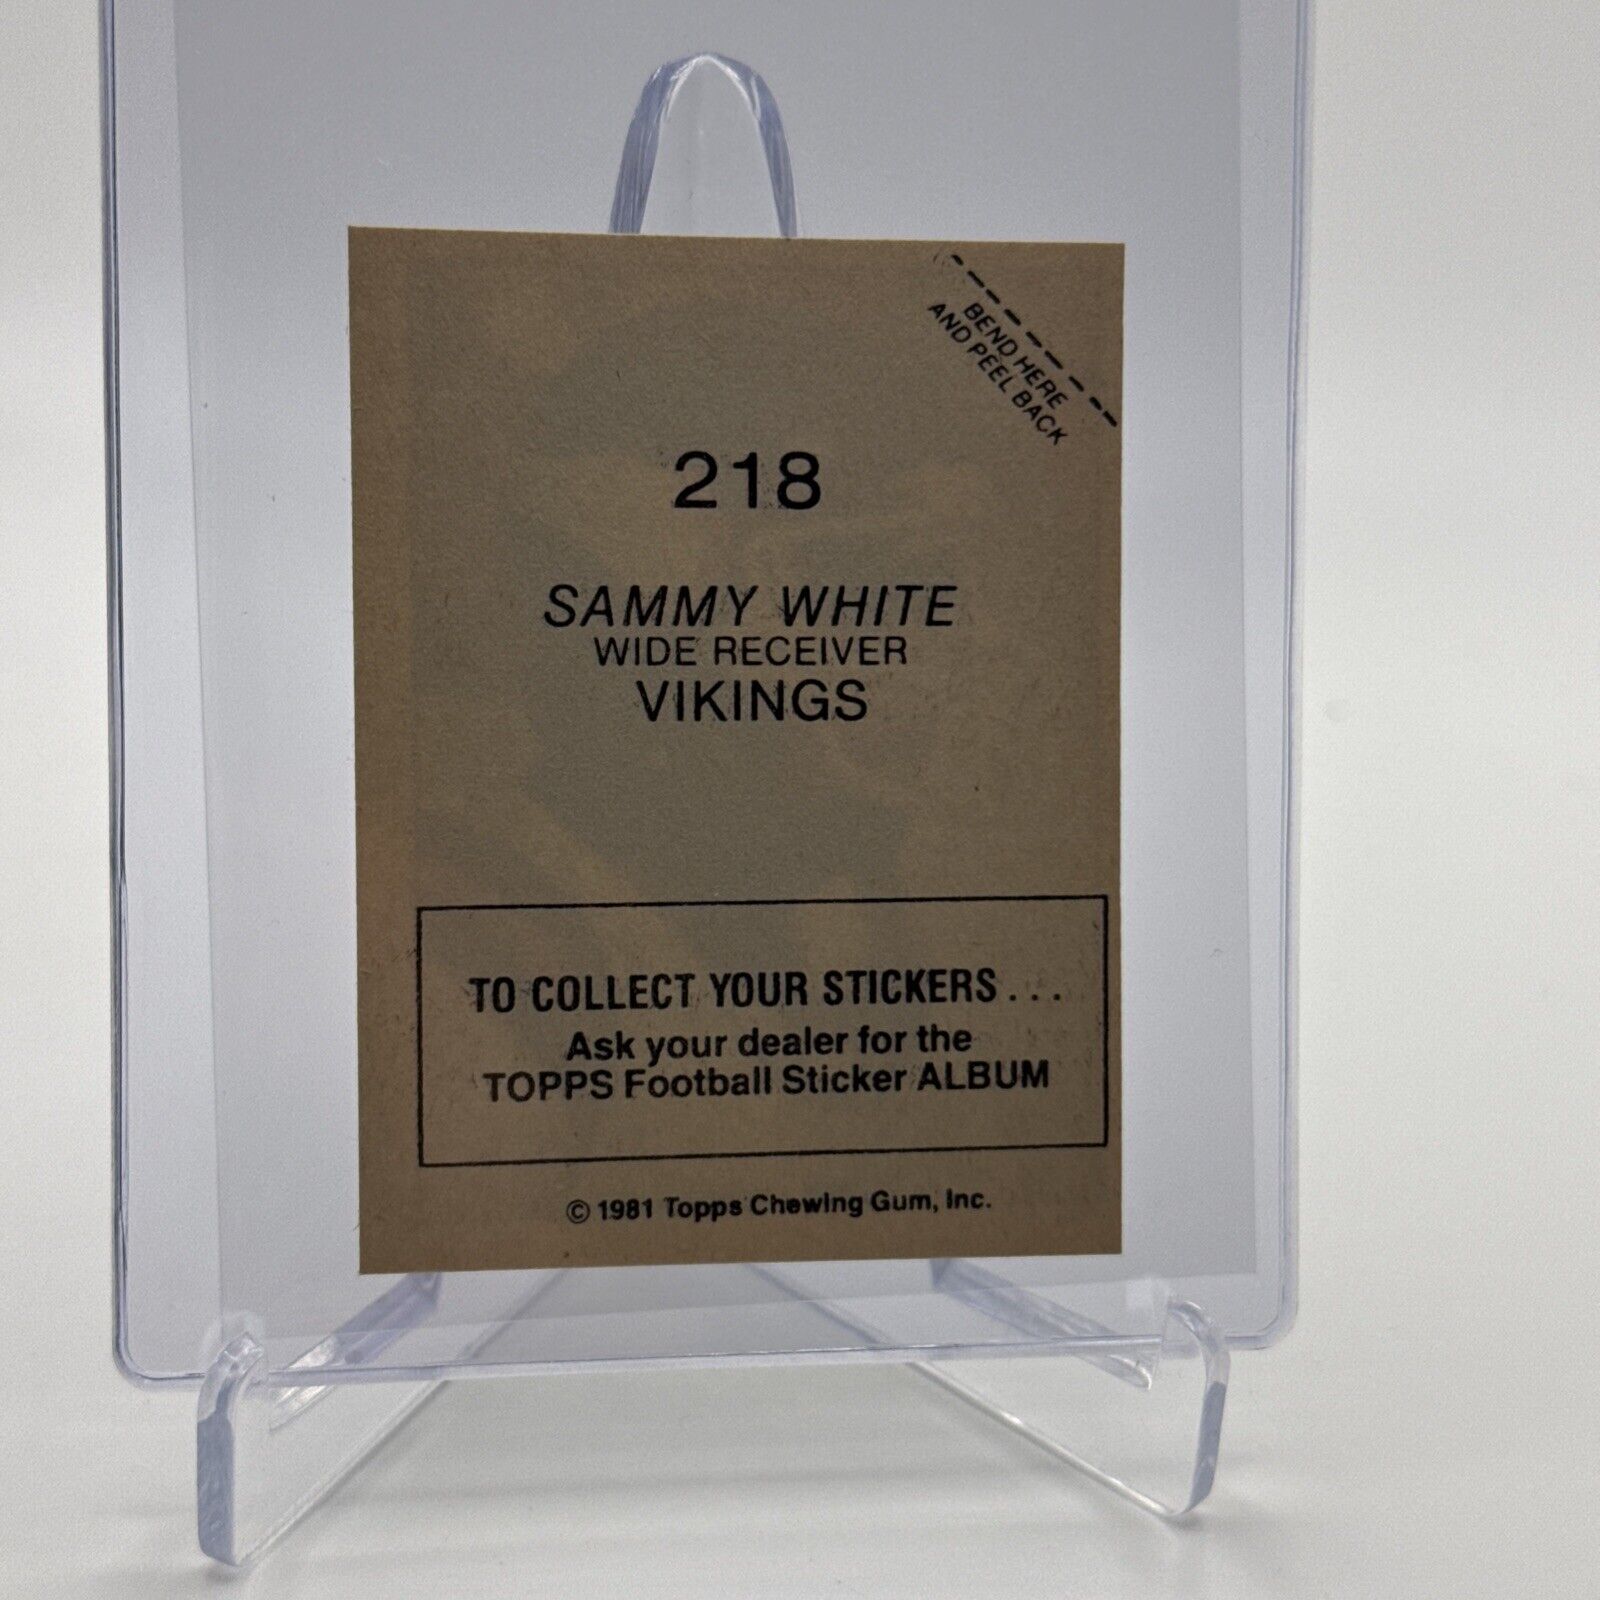 BEND HERE
AND PEEL BACK
218
SAMMY WHITE
WIDE RECEIVER
VIKINGS
TO COLLECT YOUR STICKERS...
Ask your dealer for the
TOPPS Football Sticker ALBUM
© 1981 Topps Chewing Gum, Inc.